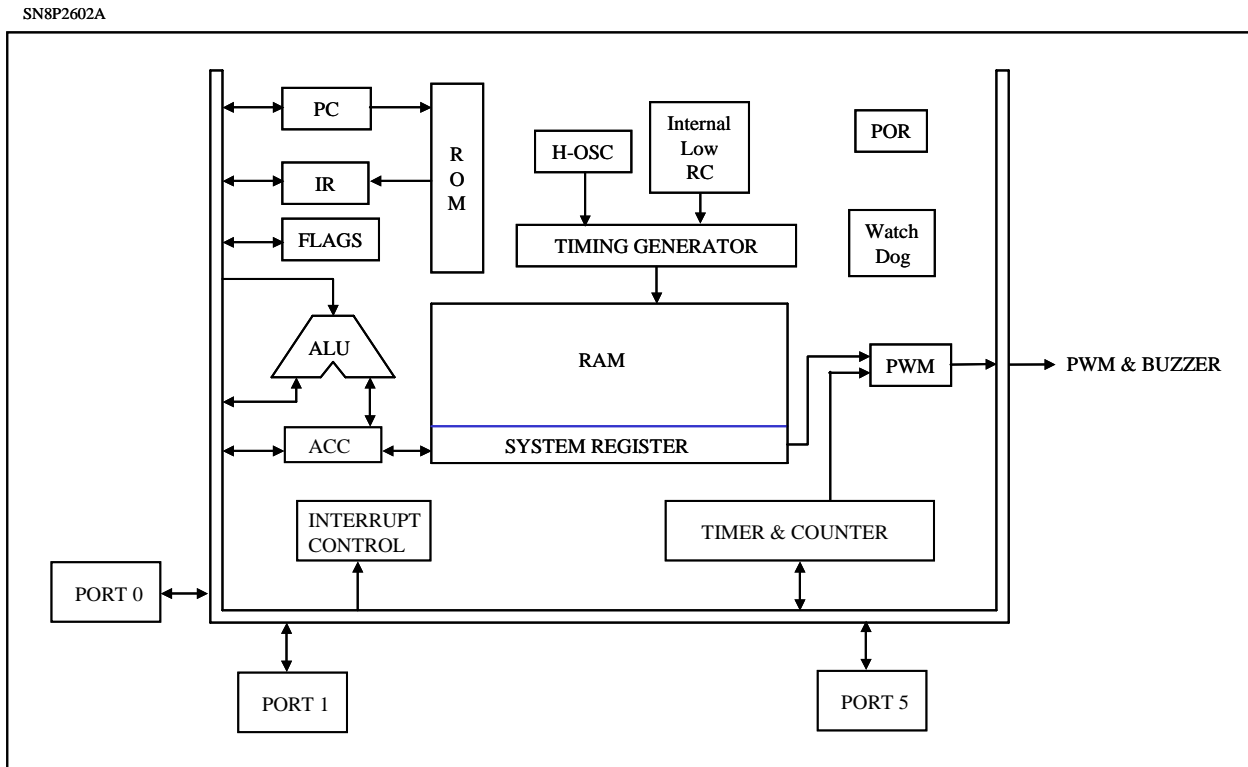 SN8P2602A
PC
IR
FLAGS
R
O
M
H-OSC
Internal
Low
RC
POR
TIMING GENERATOR
Watch
Dog
ALU
RAM
PWM
PWM & BUZZER
ACC
SYSTEM REGISTER
INTERRUPT
CONTROL
TIMER & COUNTER
PORT 0
PORT 1
PORT 5